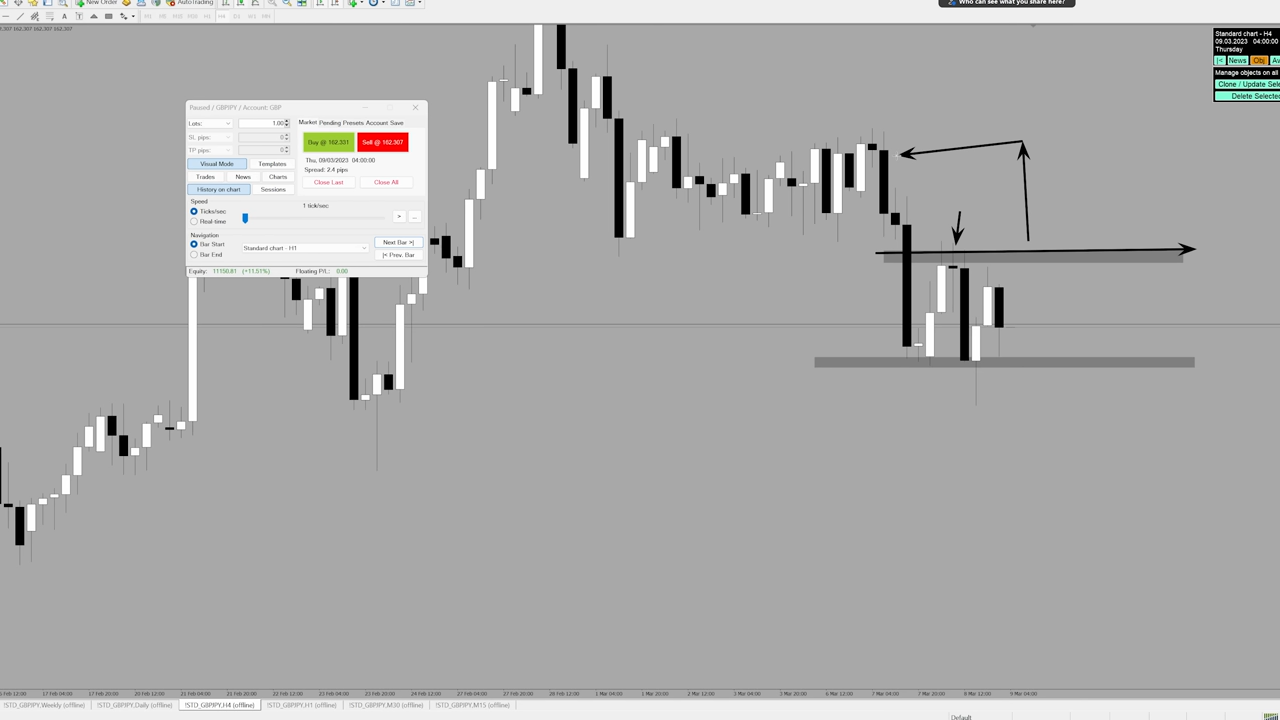 New Order
AutoTrading
Who can see what you share here?
162.307 162.307 162.307
Standard chart - H4
09.03.2023 04:00:00
Thursday
|< News Obj
Manage objects on all
Clone / Update
Delete Selected
Paused / GBPJPY / Account: GBP
Lots: 1.00
SL pips: 0
TP pips: 0
Market Pending Presets Account Save
Buy @ 162.331 Sell @ 162.307
Thu, 09/03/2023 04:00:00
Spread: 2.4 pips
Close Last Close All
Visual Mode Templates
Trades News Charts
History on chart Sessions
Speed
1 tick/sec
Ticks/sec
Real-time
> ...
Navigation
Bar Start Standard chart - H1 Next Bar >|
Bar End |< Prev. Bar
Equity: 11150.81 (+11.51%) Floating P/L: 0.00
Feb 12:00 17 Feb 04:00 17 Feb 20:00 20 Feb 12:00 21 Feb 04:00 21 Feb 20:00 22 Feb 12:00 23 Feb 04:00 23 Feb 20:00 24 Feb 12:00 27 Feb 04:00 27 Feb 20:00 28 Feb 12:00 1 Mar 04:00 1 Mar 20:00 2 Mar 12:00 3 Mar 04:00 3 Mar 20:00 6 Mar 12:00 7 Mar 04:00 7 Mar 20:00 8 Mar 12:00 9 Mar 04:00
!STD_GBPJPY,Weekly (offline) !STD_GBPJPY,Daily (offline) !STD_GBPJPY,H4 (offline) !STD_GBPJPY,H1 (offline) !STD_GBPJPY,M30 (offline) !STD_GBPJPY,M15 (offline)
Default